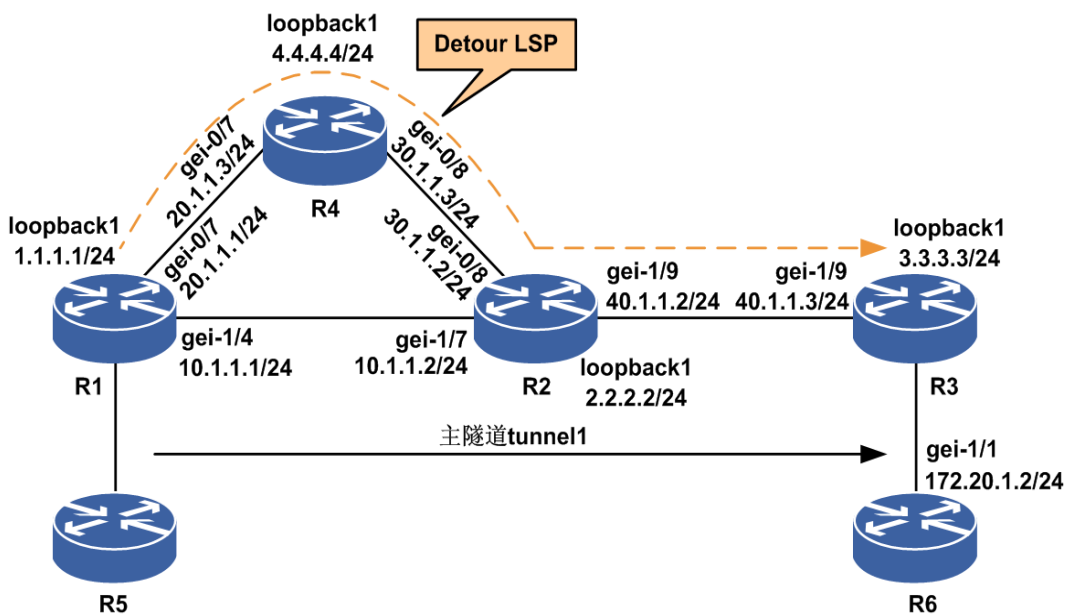 loopback1
4.4.4.4/24
Detour LSP
gei-0/7
20.1.1.3/24
gei-0/8
30.1.1.3/24
R4
loopback1
1.1.1.1/24
gei-0/7
20.1.1.1/24
gei-0/8
30.1.1.2/24
loopback1
3.3.3.3/24
gei-1/9
40.1.1.2/24
gei-1/9
40.1.1.3/24
gei-1/4
10.1.1.1/24
gei-1/7
10.1.1.2/24
R1
R2
loopback1
2.2.2.2/24
R3
主隧道tunnel1
gei-1/1
172.20.1.2/24
R5
R6